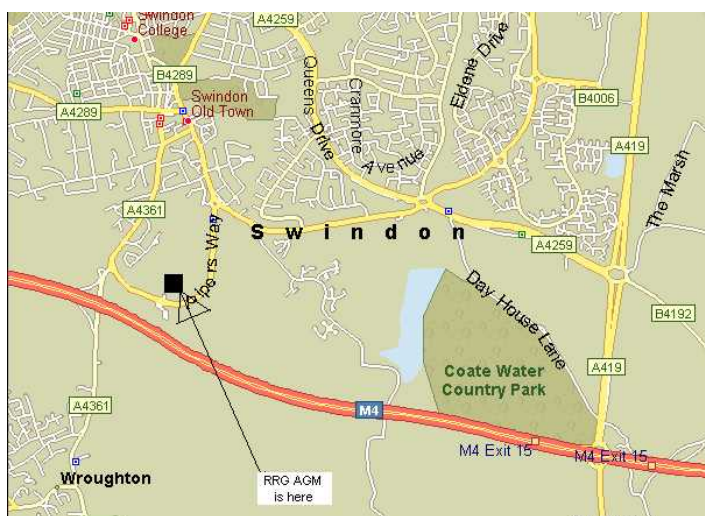 Swindon
College
A4259
B4289
A4289
Swindon
Old Town
Queens Drive
Cranmore
Avenue
Eldene Drive
B4006
A419
The Marsh
A4361
Pipers Way
Swindon
A4259
B4192
Day House Lane
Coate Water
Country Park
A419
M4
A4361
M4 Exit 15
M4 Exit 15
Wroughton
RRG AGM
is here